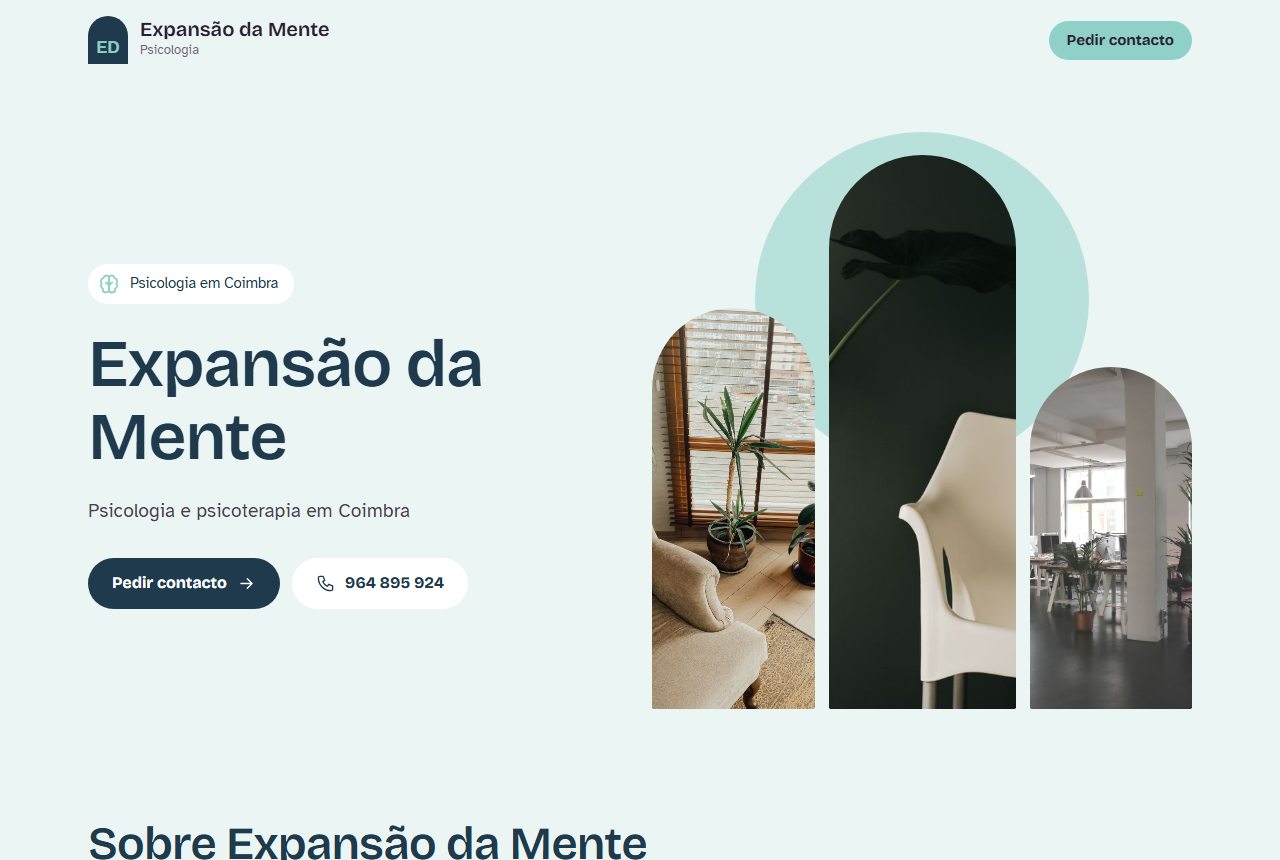 ED
Expansão da Mente
Psicologia
Pedir contacto
Psicologia em Coimbra
Expansão da
Mente
Psicologia e psicoterapia em Coimbra
Pedir contacto
964 895 924
Sobre Expansão da Mente